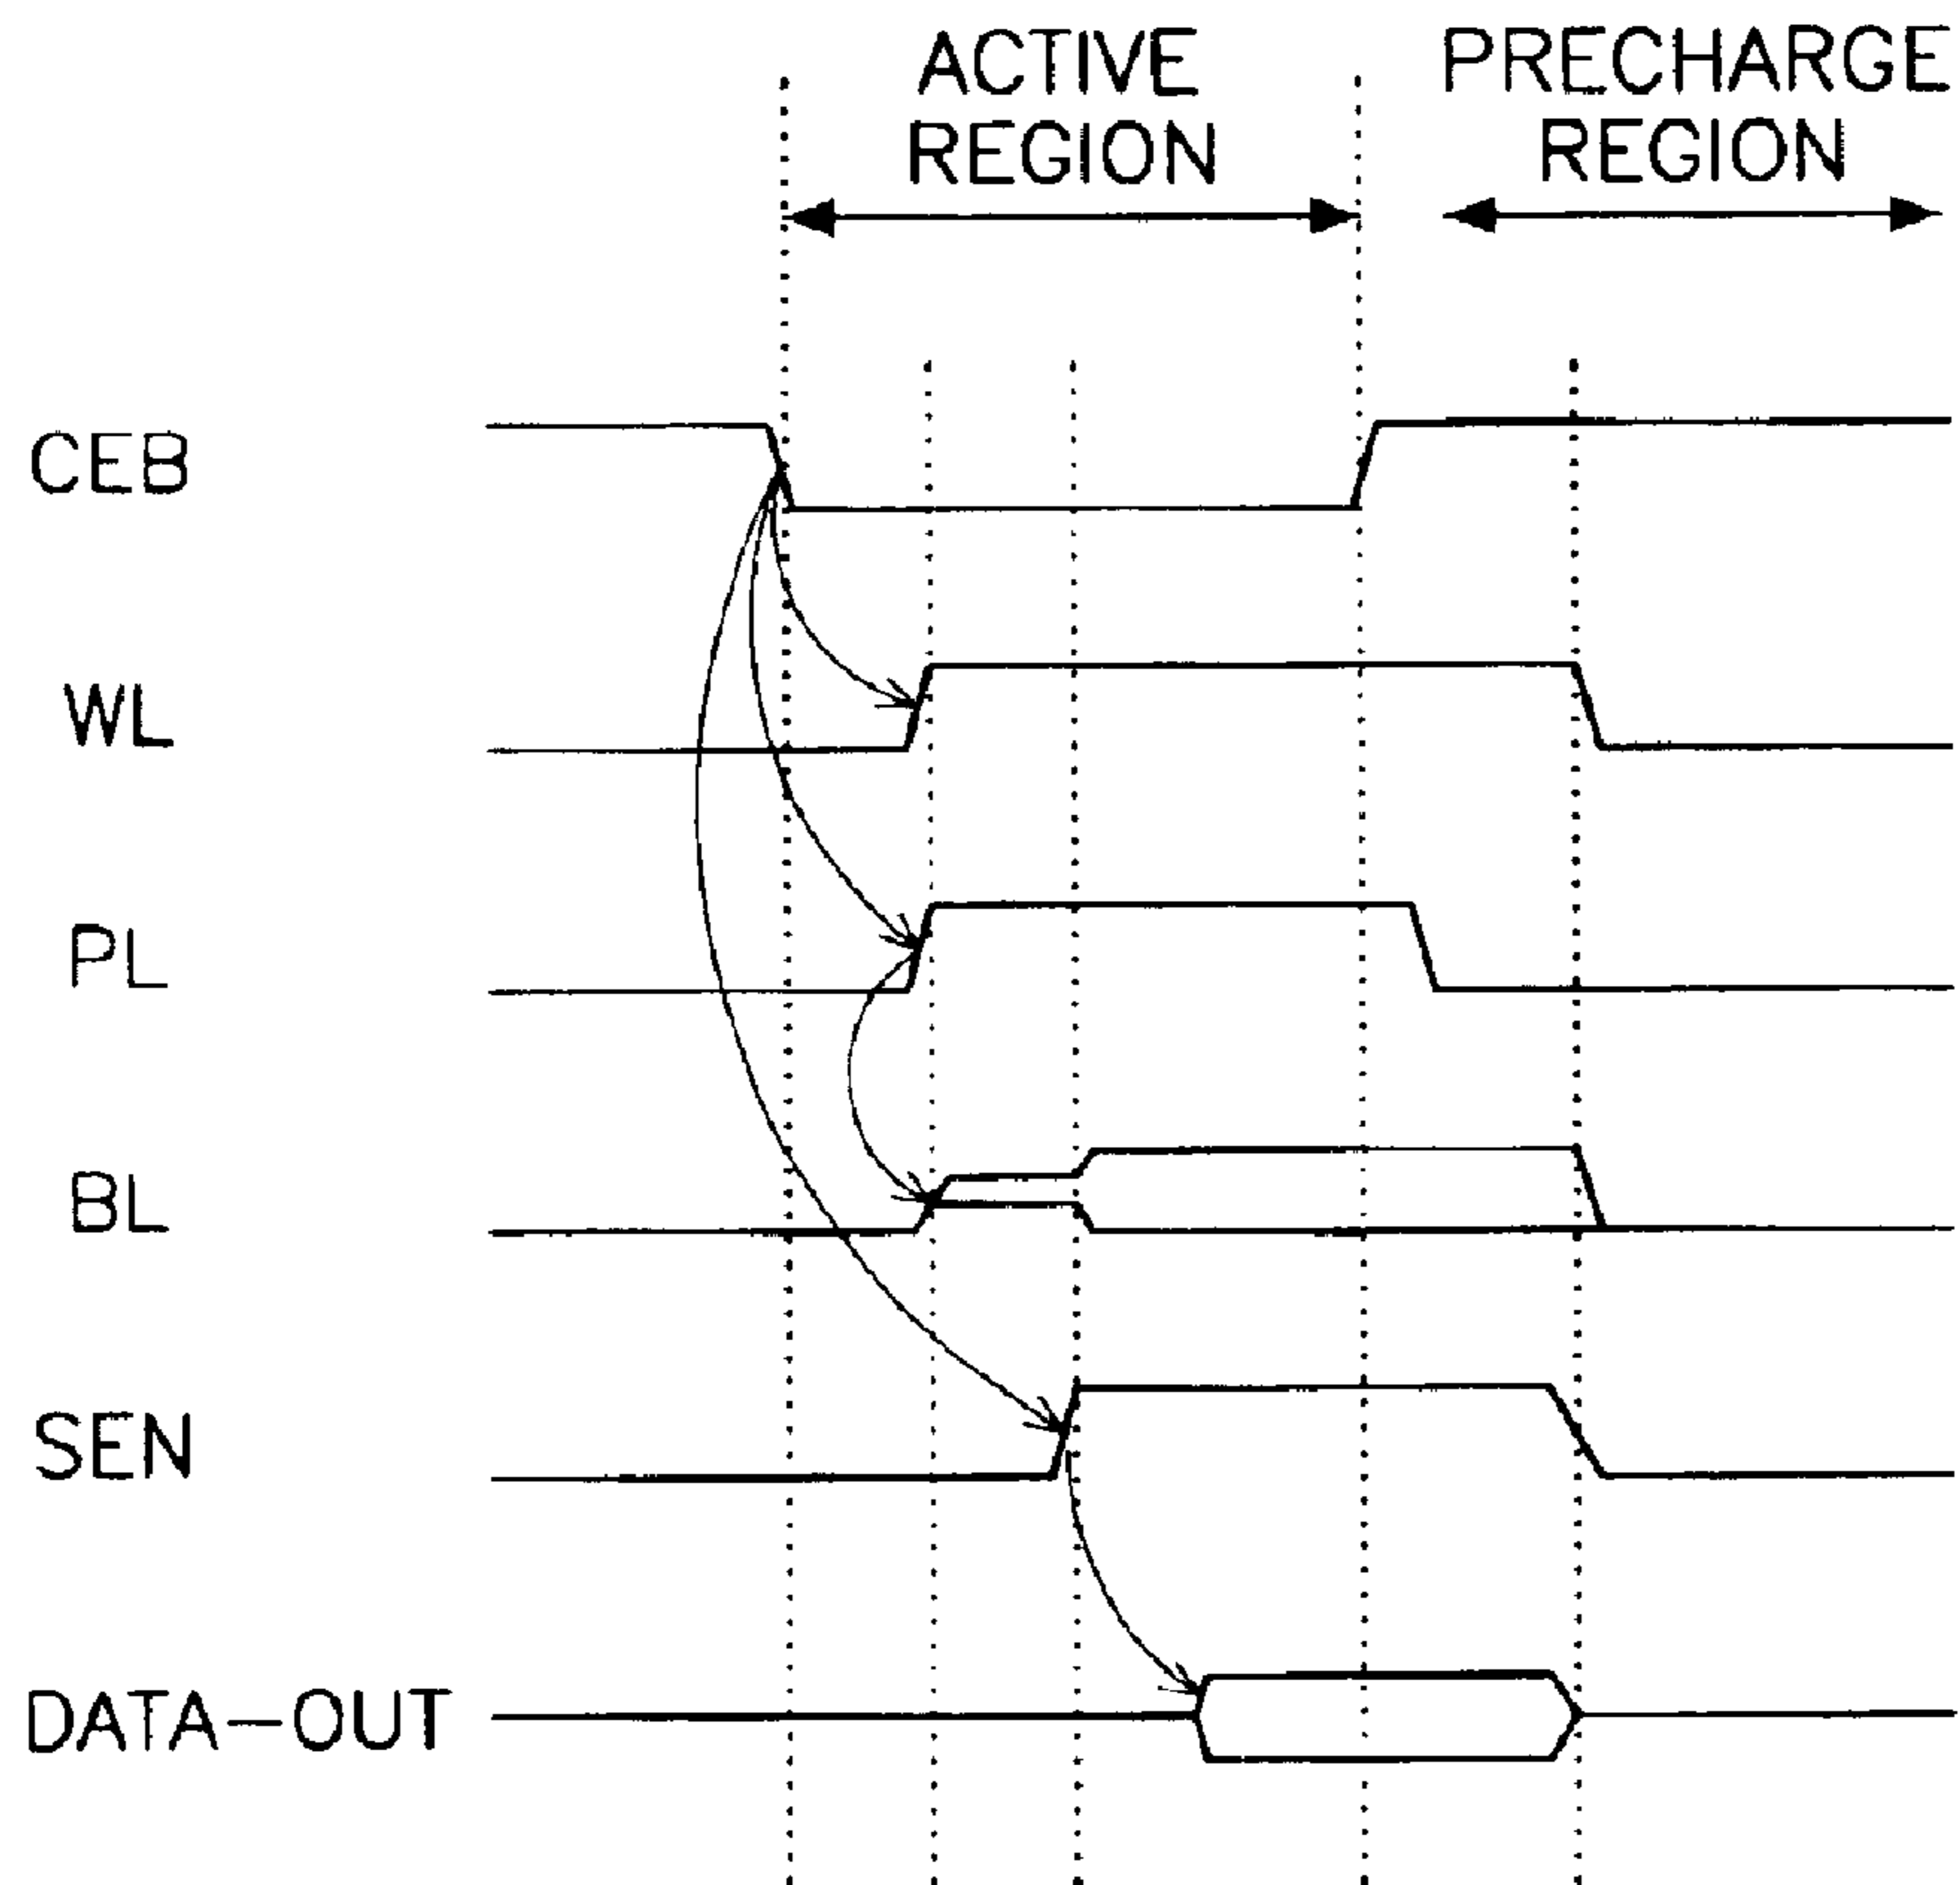 ACTIVE
REGION
PRECHARGE
REGION
CEB
WL
PL
BL
SEN
DATA-OUT